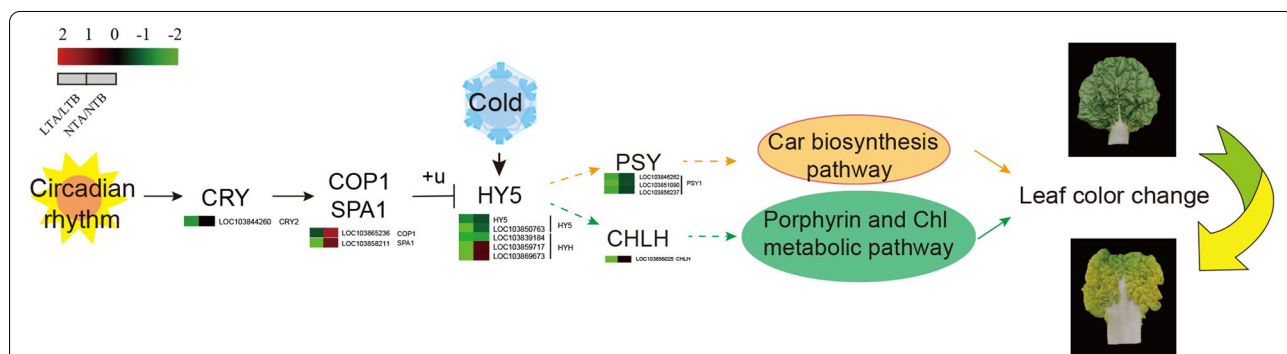 2 1 0 -1 -2
LTA/LTB
NTA/NTB
Circadian
rhythm
CRY
LOC103844260 CRY2
COP1
SPA1
LOC103865236 COP1
LOC103858211 SPA1
+u
Cold
HY5
HY5
LOC103850763
HY5
LOC103839184
LOC103859717
LOC103869673
HYH
PSY
LOC103846262
LOC103851090
LOC103856237
PSY1
CHLH
LOC103856025 CHLH
Car biosynthesis
pathway
Porphyrin and Chl
metabolic pathway
Leaf color change